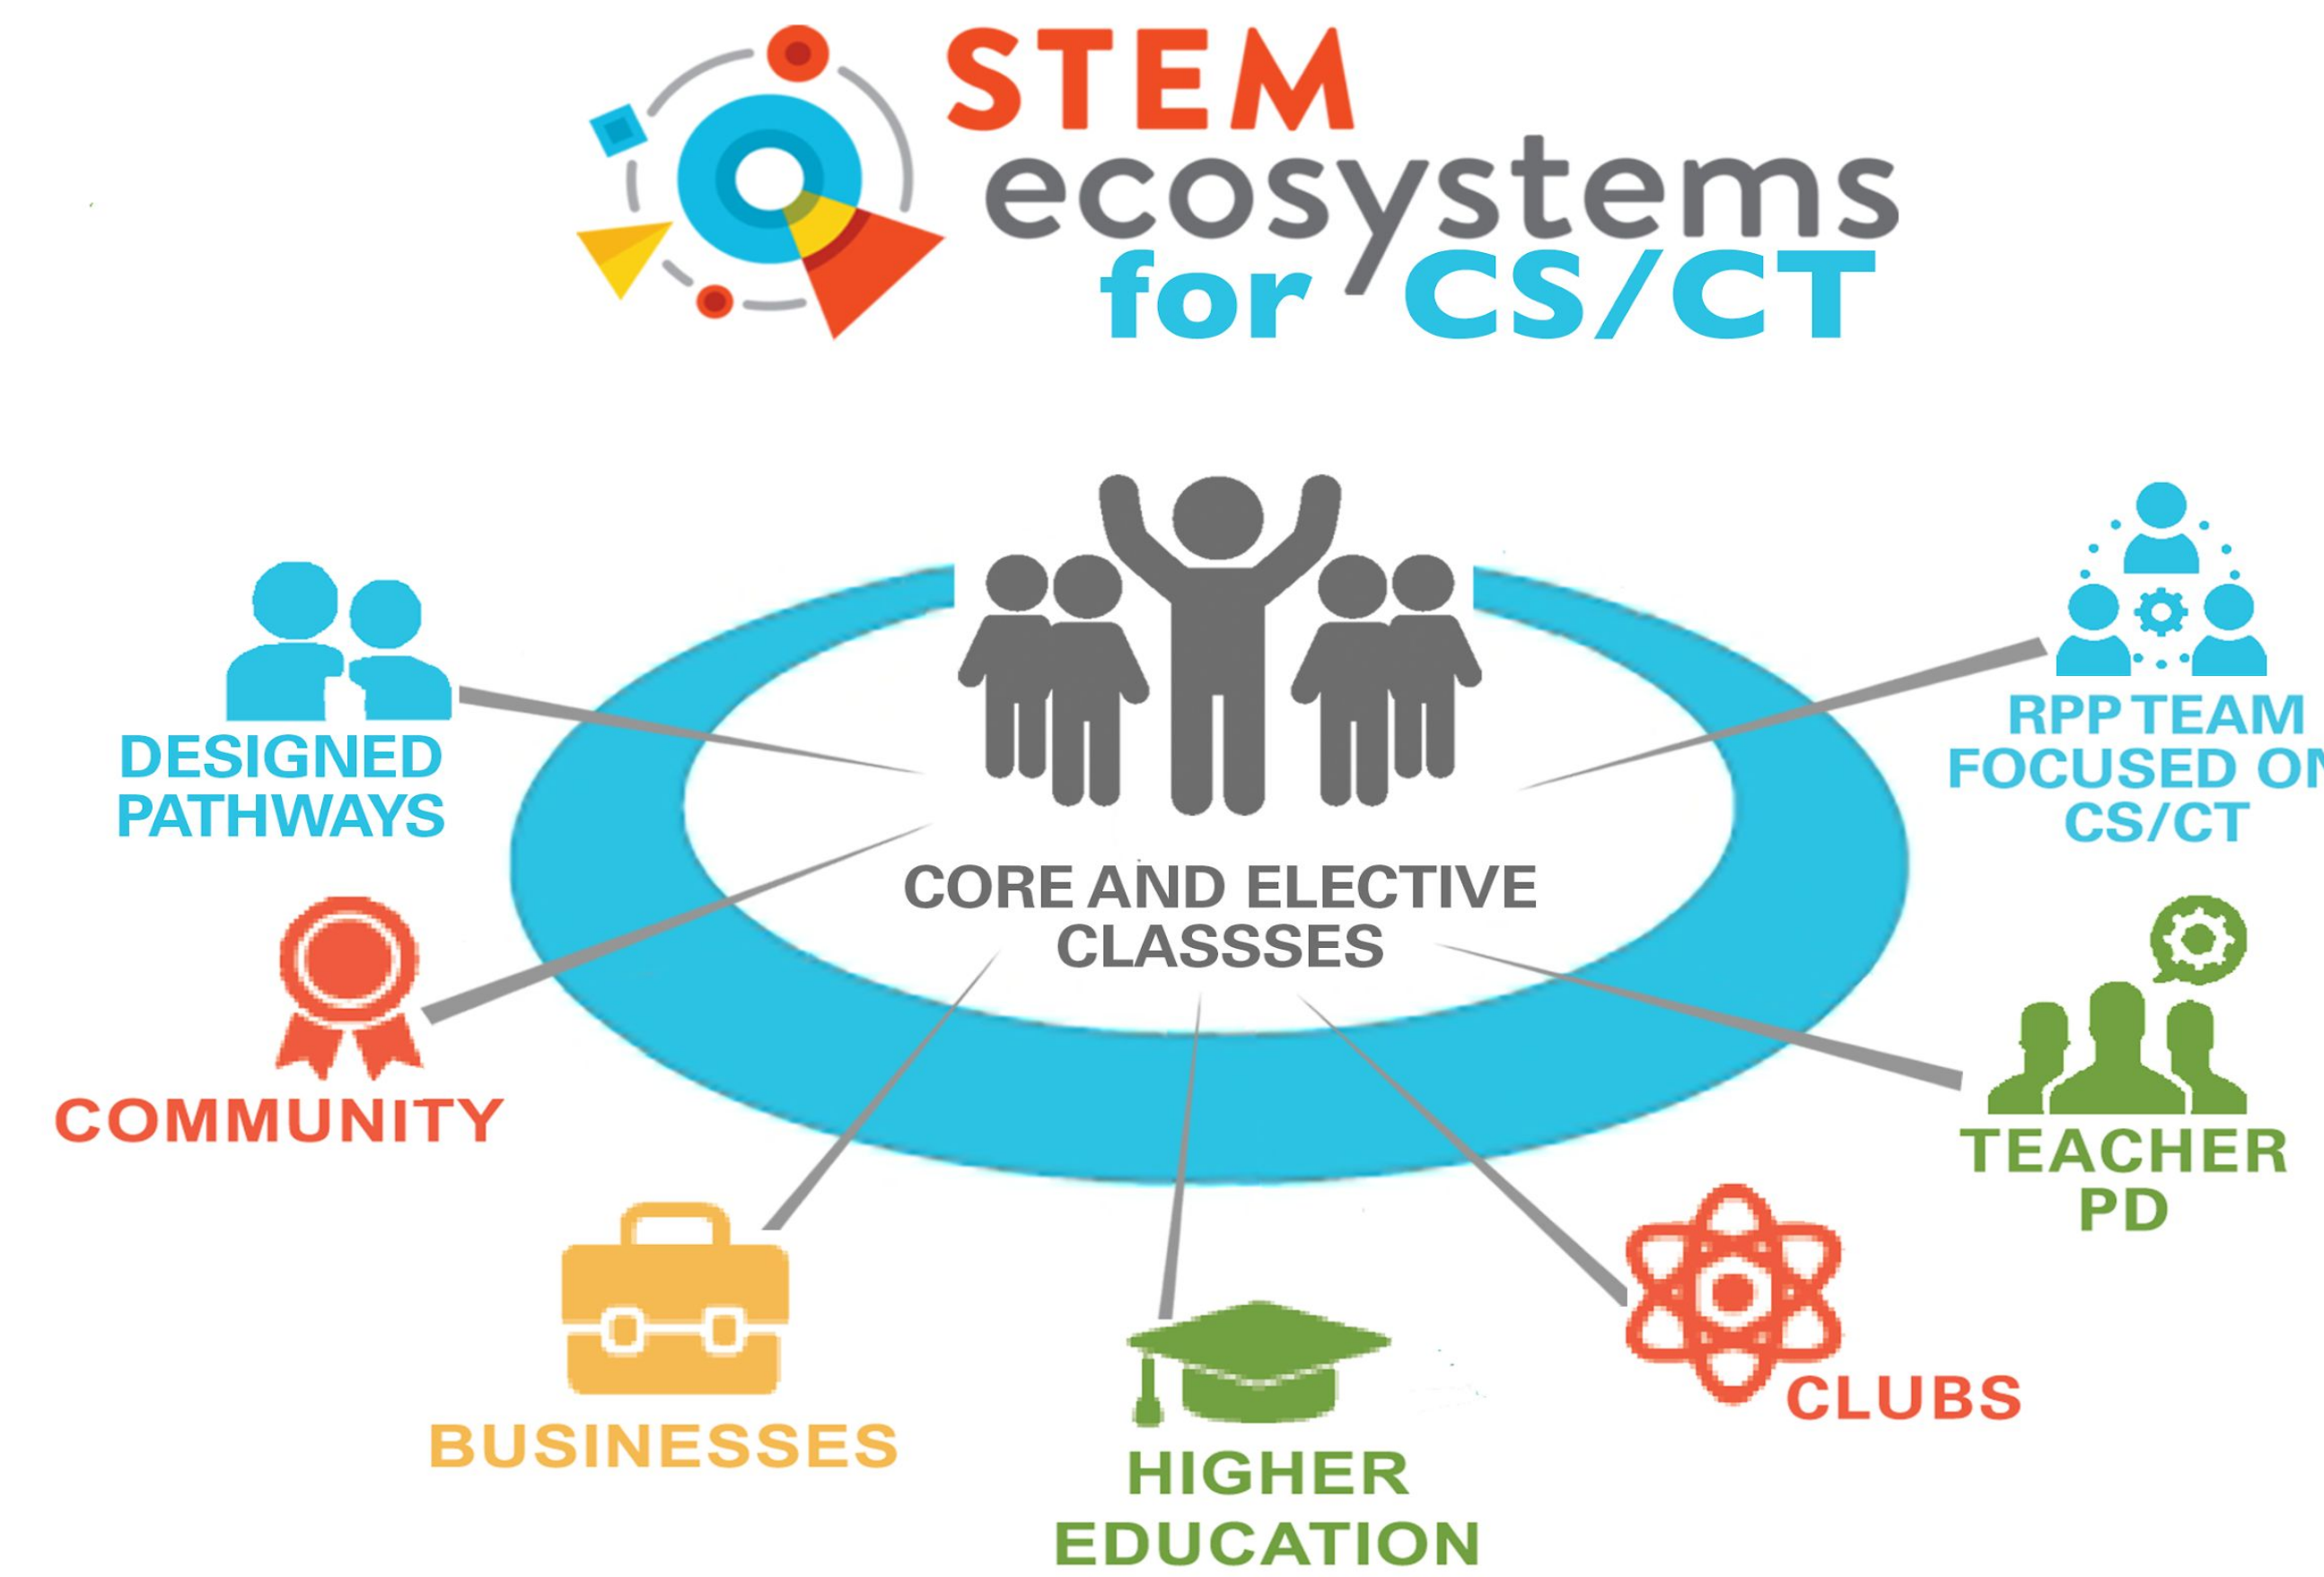 STEM
ecosystems
for CS/CT
DESIGNED
PATHWAYS
COMMUNITY
BUSINESSES
HIGHER
EDUCATION
CLUBS
TEACHER
PD
RPP TEAM
FOCUSED ON
CS/CT
CORE AND ELECTIVE
CLASSSES